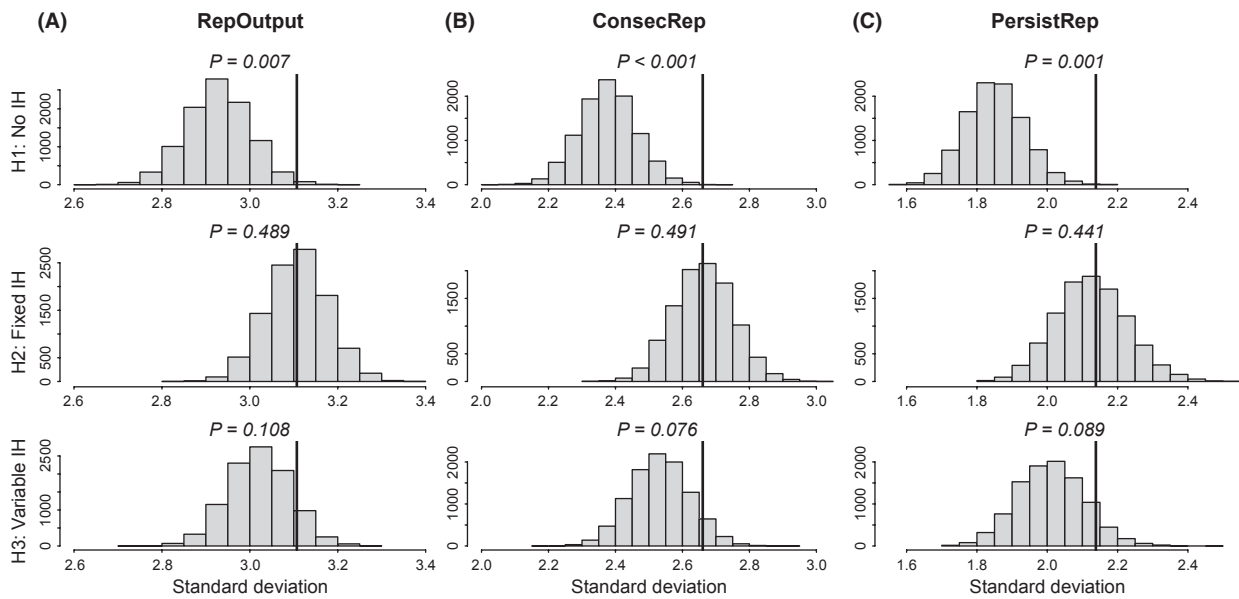 (A) RepOutput (B) ConsecRep (C) PersistRep
P = 0.007 P < 0.001 P = 0.001
H1: No IH
0 1000 2000
0 1000 2000
0 1000 2000
2.6 2.8 3.0 3.2 3.4 2.0 2.2 2.4 2.6 2.8 3.0 1.6 1.8 2.0 2.2 2.4
P = 0.489 P = 0.491 P = 0.441
H2: Fixed IH
0 500 1500 2500
0 500 1500
0 500 1500
2.6 2.8 3.0 3.2 3.4 2.0 2.2 2.4 2.6 2.8 3.0 1.6 1.8 2.0 2.2 2.4
P = 0.108 P = 0.076 P = 0.089
H3: Variable IH
0 1000 2500
0 1000 2000
0 1000 2000
2.6 2.8 3.0 3.2 3.4 2.0 2.2 2.4 2.6 2.8 3.0 1.6 1.8 2.0 2.2 2.4
Standard deviation Standard deviation Standard deviation